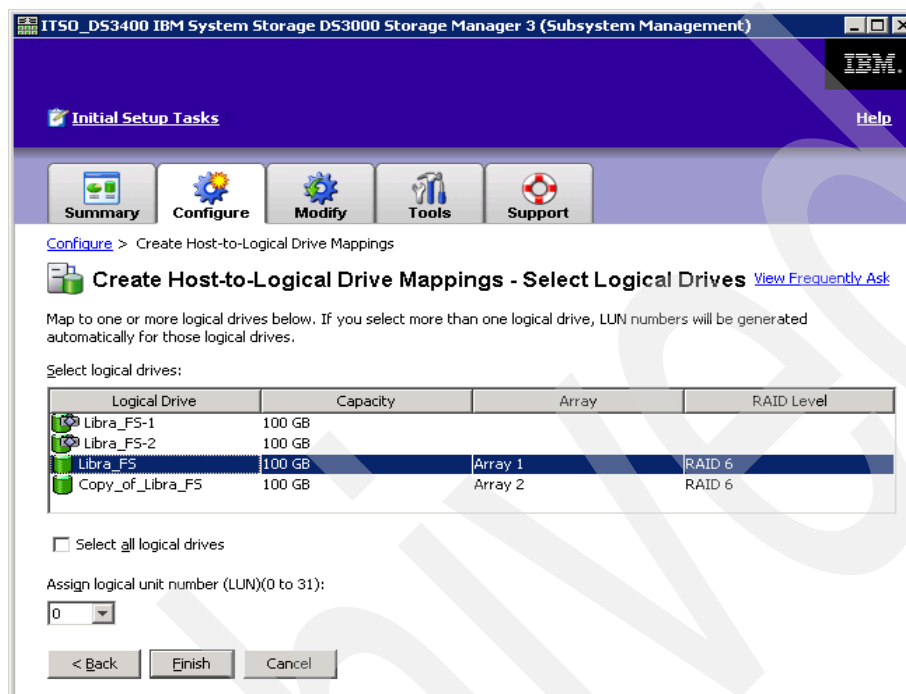 ITSO_DS3400 IBM System Storage DS3000 Storage Manager 3 (Subsystem Management)
IBM.
Initial Setup Tasks
Help
Summary
Configure
Modify
Tools
Support
Configure > Create Host-to-Logical Drive Mappings
Create Host-to-Logical Drive Mappings - Select Logical Drives View Frequently Ask
Map to one or more logical drives below. If you select more than one logical drive, LUN numbers will be generated
automatically for those logical drives.
Select logical drives:
Logical Drive Capacity Array RAID Level
Libra_FS-1 100 GB
Libra_FS-2 100 GB
Libra_FS 100 GB Array 1 RAID 6
Copy_of_Libra_FS 100 GB Array 2 RAID 6
Select all logical drives
Assign logical unit number (LUN)(0 to 31):
0
< Back Finish Cancel